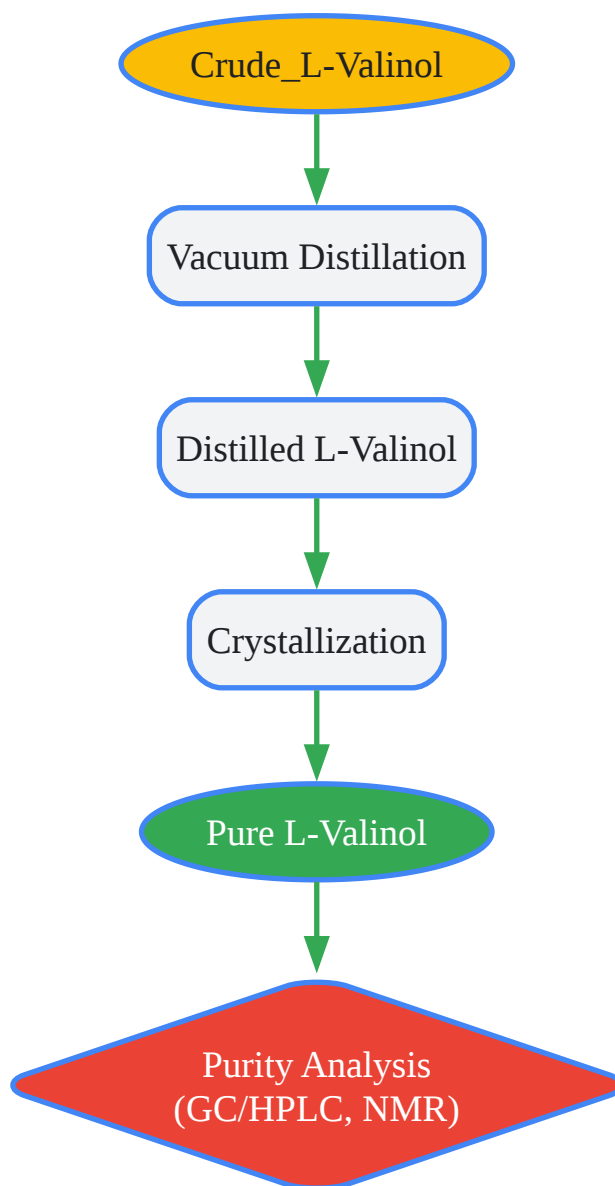 Crude_L-Valinol
Vacuum Distillation
Distilled L-Valinol
Crystallization
Pure L-Valinol
Purity Analysis
(GC/HPLC, NMR)